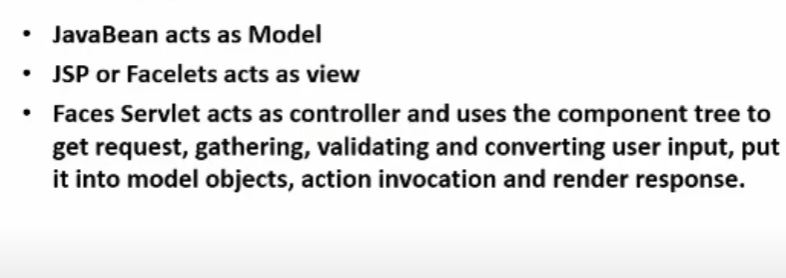 • JavaBean acts as Model
• JSP or Facelets acts as view
• Faces Servlet acts as controller and uses the component tree to
get request, gathering, validating and converting user input, put
it into model objects, action invocation and render response.